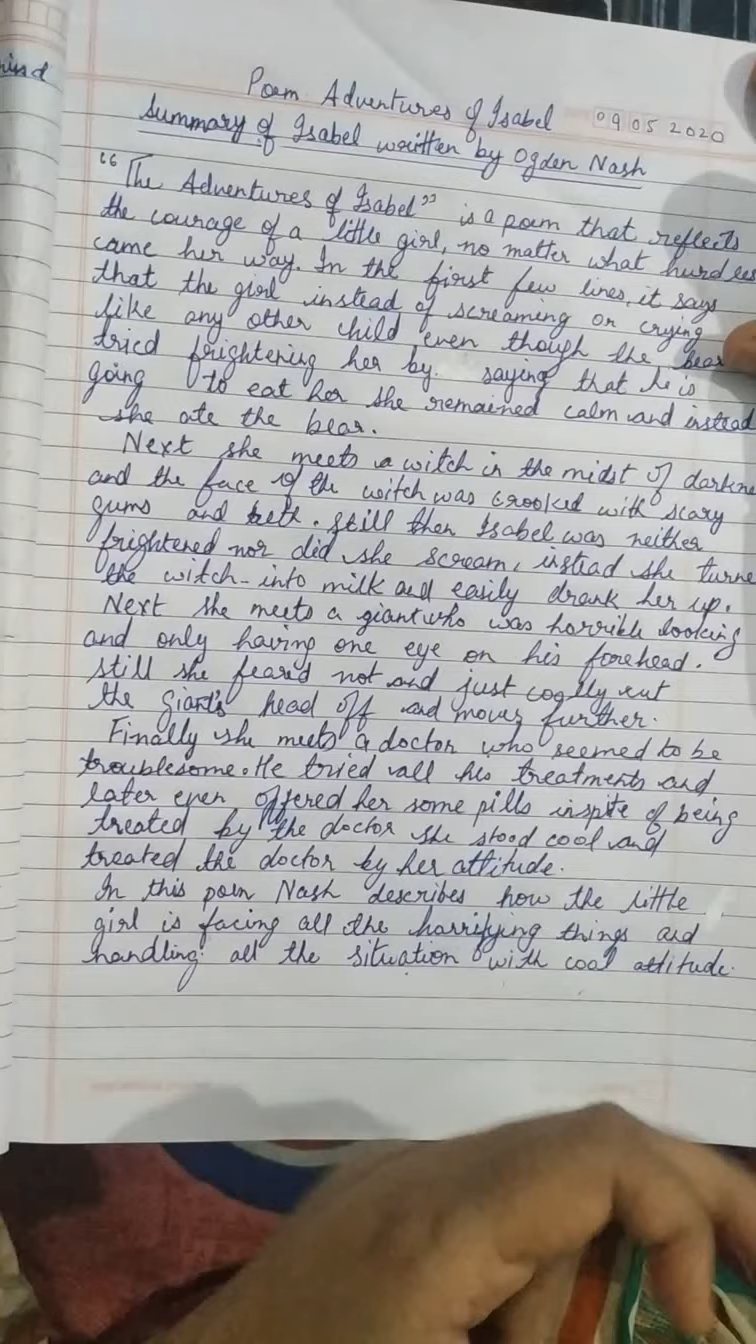 Poem Adventures of Isabel
09 05 2020
Summary of Isabel written by Ogden Nash
"The Adventures of Isabel" is a poem that reflects
the courage of a little girl, no matter what hurdles
came her way. In the first few lines, it says
that the girl instead of screaming or crying
like any other child even though the bear
tried frightening her by saying that he is
going to eat her she remained calm and instead
she ate the bear.
Next she meets a witch in the midst of darkne
and the face of the witch was crooked with scary
gums and teeth. Still then Isabel was neither
frightened nor did she scream, instead she turne
the witch into milk and easily drank her up.
Next she meets a giant who was horrible looking
and only having one eye on his forehead.
still she feared not and just coolly cut
the giant's head off and moves further.
Finally she meets a doctor who seemed to be
troublesome. He tried all his treatments and
later even offered her some pills inspite of being
treated by the doctor she stood cool and
treated the doctor by her attitude.
In this poem Nash describes how the little
girl is facing all the horrifying things and
handling all the situation with cool attitude.